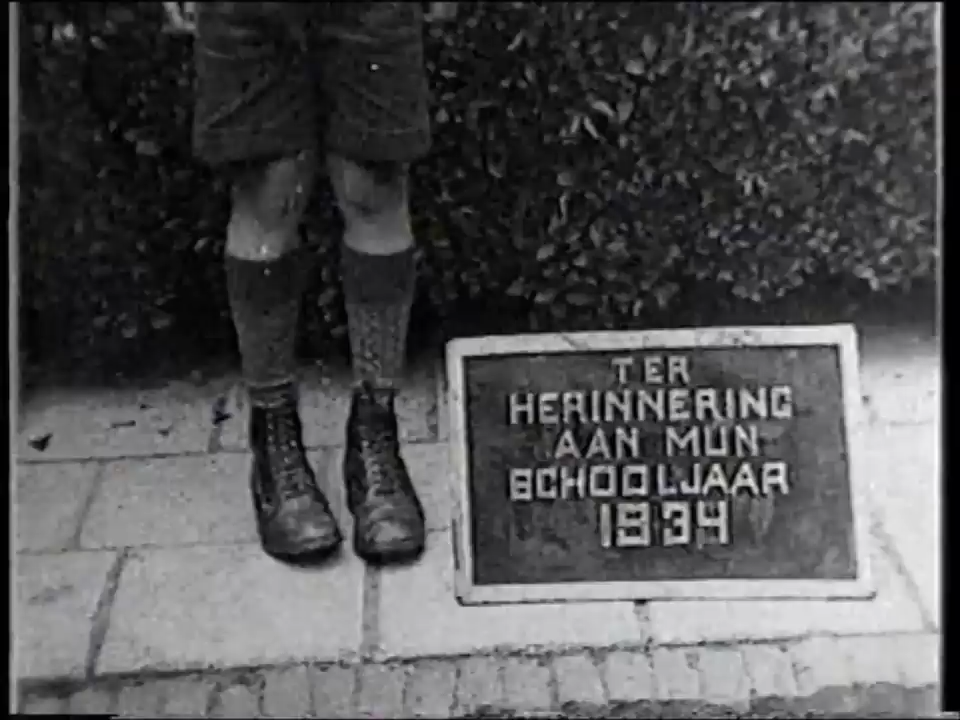 TER
HERINNERING
AAN MIJN
SCHOOLJAAR
1934